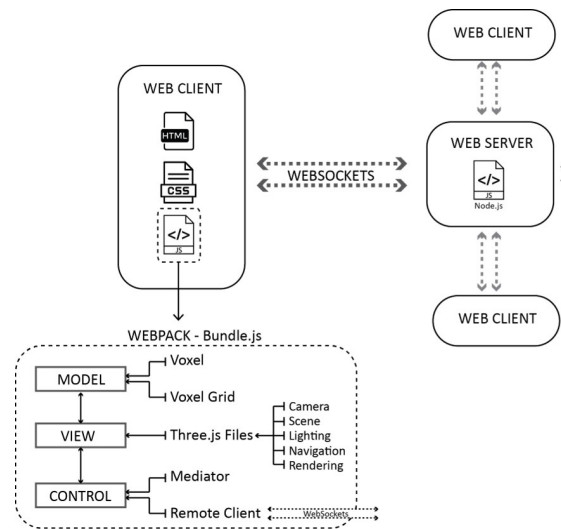 WEB CLIENT
WEB CLIENT
HTML
CSS
</>
JS
WEBSOCKETS
WEB SERVER
</>
JS
Node.js
WEB CLIENT
WEBPACK - Bundle.js
MODEL
Voxel
Voxel Grid
VIEW
Three.js Files
Camera
Scene
Lighting
Navigation
Rendering
CONTROL
Mediator
Remote Client
WebSockets